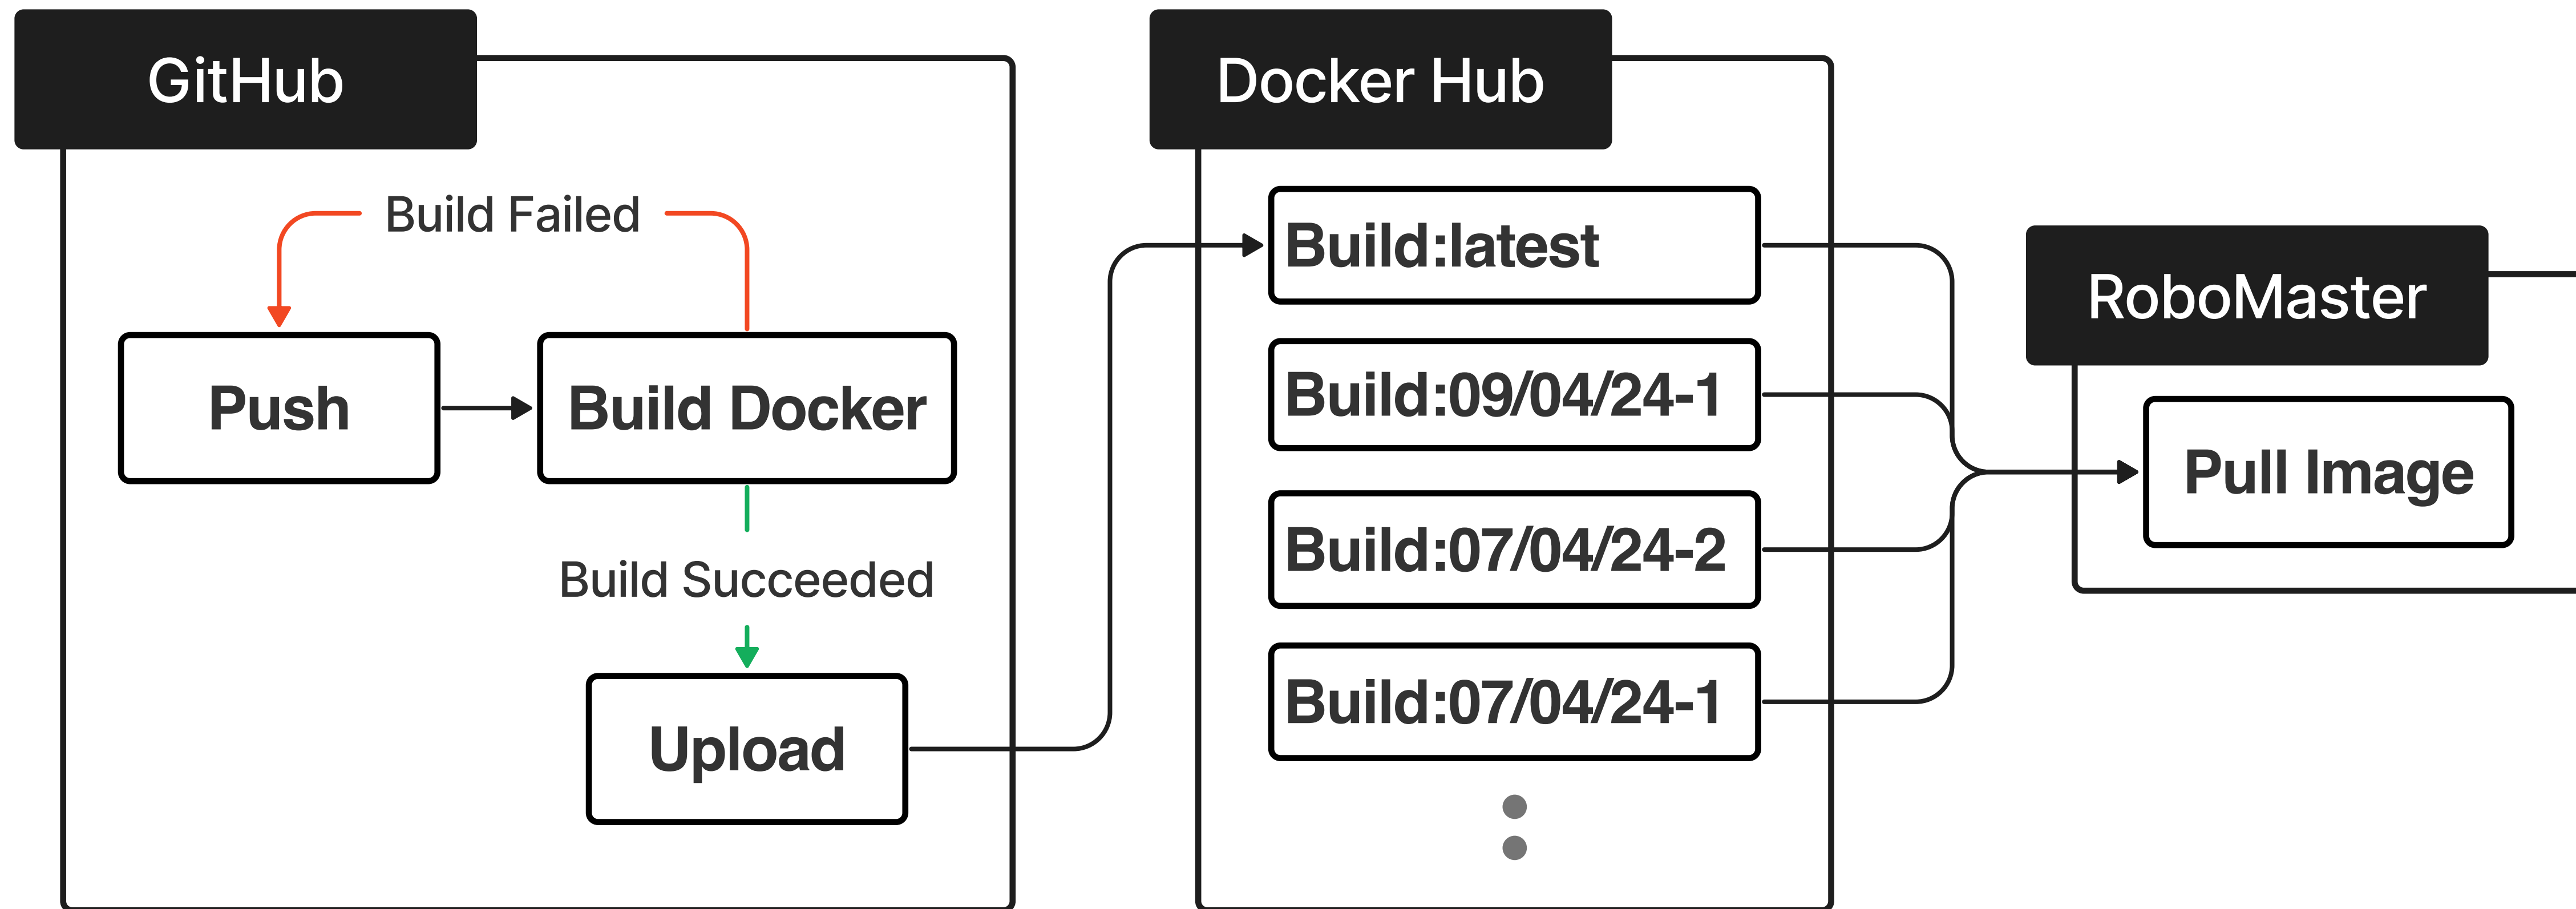 GitHub
Build Failed
Push
Build Docker
Build Succeeded
Upload
Docker Hub
Build:latest
Build:09/04/24-1
Build:07/04/24-2
Build:07/04/24-1
RoboMaster
Pull Image